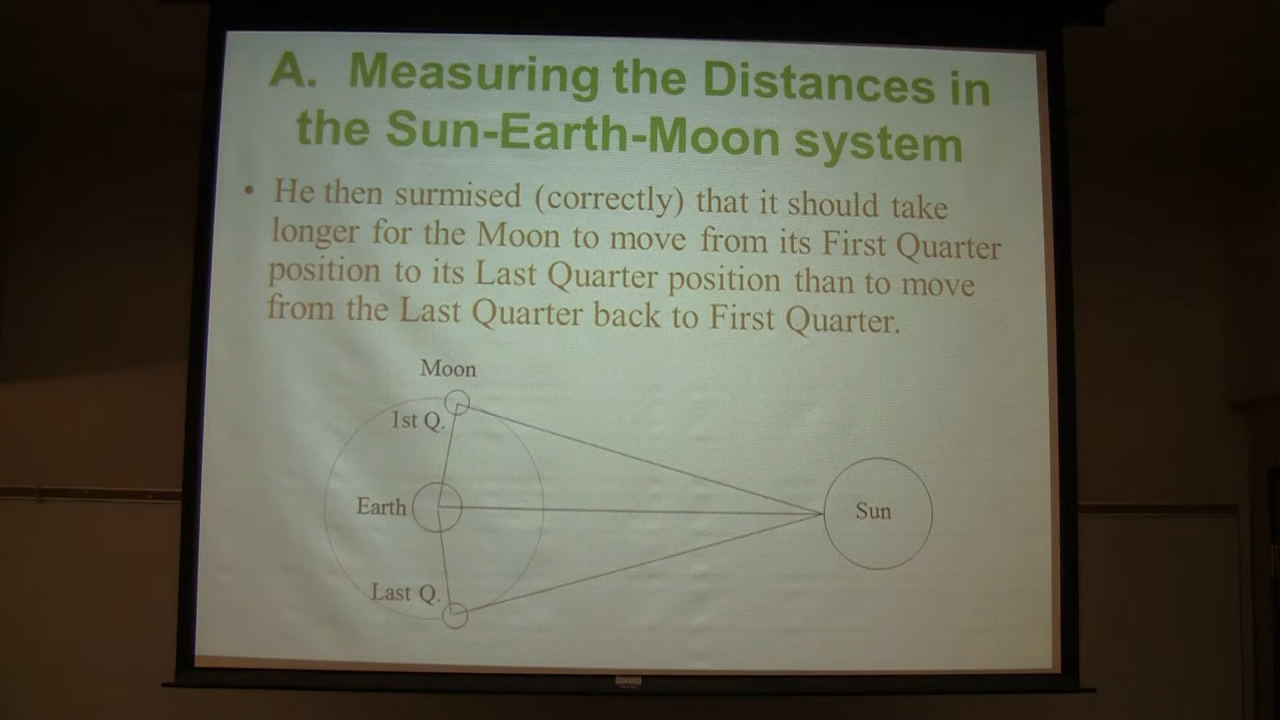 A. Measuring the Distances in
the Sun-Earth-Moon system
• He then surmised (correctly) that it should take
longer for the Moon to move from its First Quarter
position to its Last Quarter position than to move
from the Last Quarter back to First Quarter.
Moon
1st Q.
Earth
Sun
Last Q.